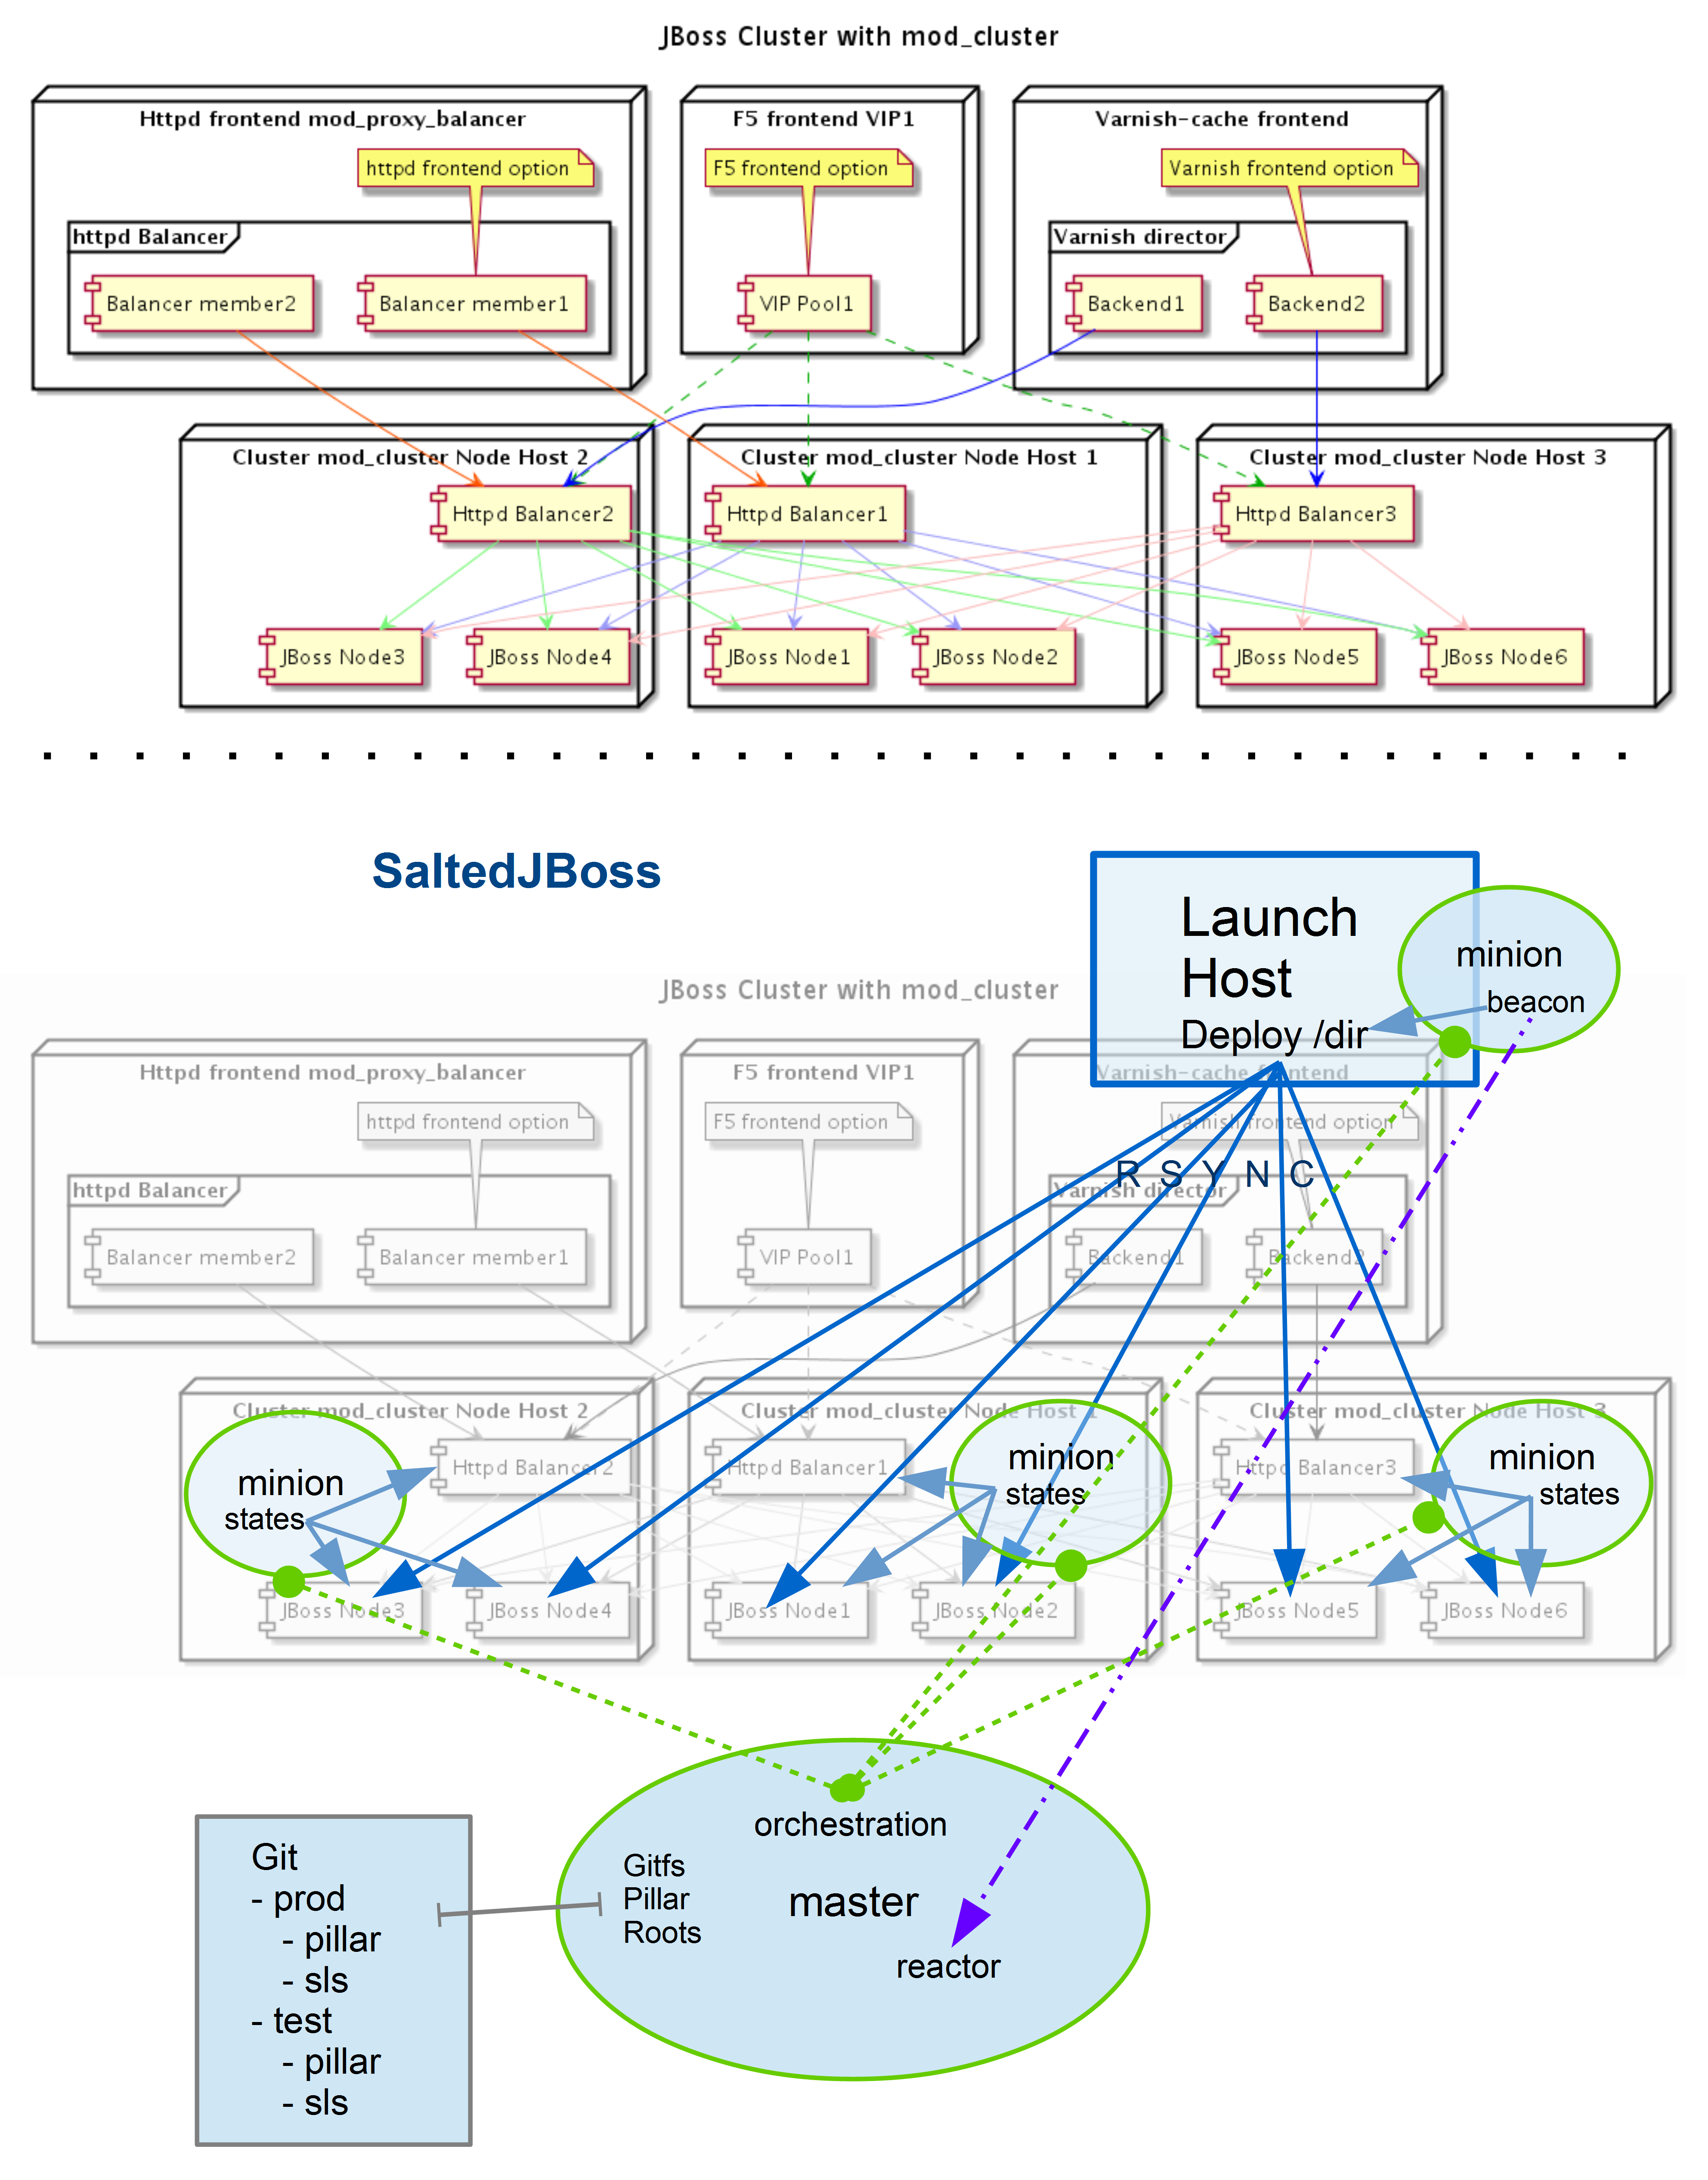 JBoss Cluster with mod_cluster
Httpd frontend mod_proxy_balancer
F5 frontend VIP1
Varnish-cache frontend
httpd frontend option
F5 frontend option
Varnish frontend option
httpd Balancer
Varnish director
Balancer member2
Balancer member1
VIP Pool1
Backend1
Backend2
Cluster mod_cluster Node Host 2
Cluster mod_cluster Node Host 1
Cluster mod_cluster Node Host 3
Httpd Balancer2
Httpd Balancer1
Httpd Balancer3
JBoss Node3
JBoss Node4
JBoss Node1
JBoss Node2
JBoss Node5
JBoss Node6
SaltedJBoss
Launch
Host
Deploy /dir
minion
beacon
JBoss Cluster with mod_cluster
Httpd frontend mod_proxy_balancer
F5 frontend VIP1
Varnish-cache frontend
httpd frontend option
F5 frontend option
Varnish frontend option
R S Y N C
httpd Balancer
Varnish director
Balancer member2
Balancer member1
VIP Pool1
Backend1
Backend2
Cluster mod_cluster Node Host 2
Cluster mod_cluster Node Host 1
Cluster mod_cluster Node Host 3
minion
states
minion
states
minion
states
Httpd Balancer2
Httpd Balancer1
Httpd Balancer3
JBoss Node3
JBoss Node4
JBoss Node1
JBoss Node2
JBoss Node5
JBoss Node6
orchestration
Gitfs
Pillar
Roots
master
reactor
Git
- prod
- pillar
- sls
- test
- pillar
- sls